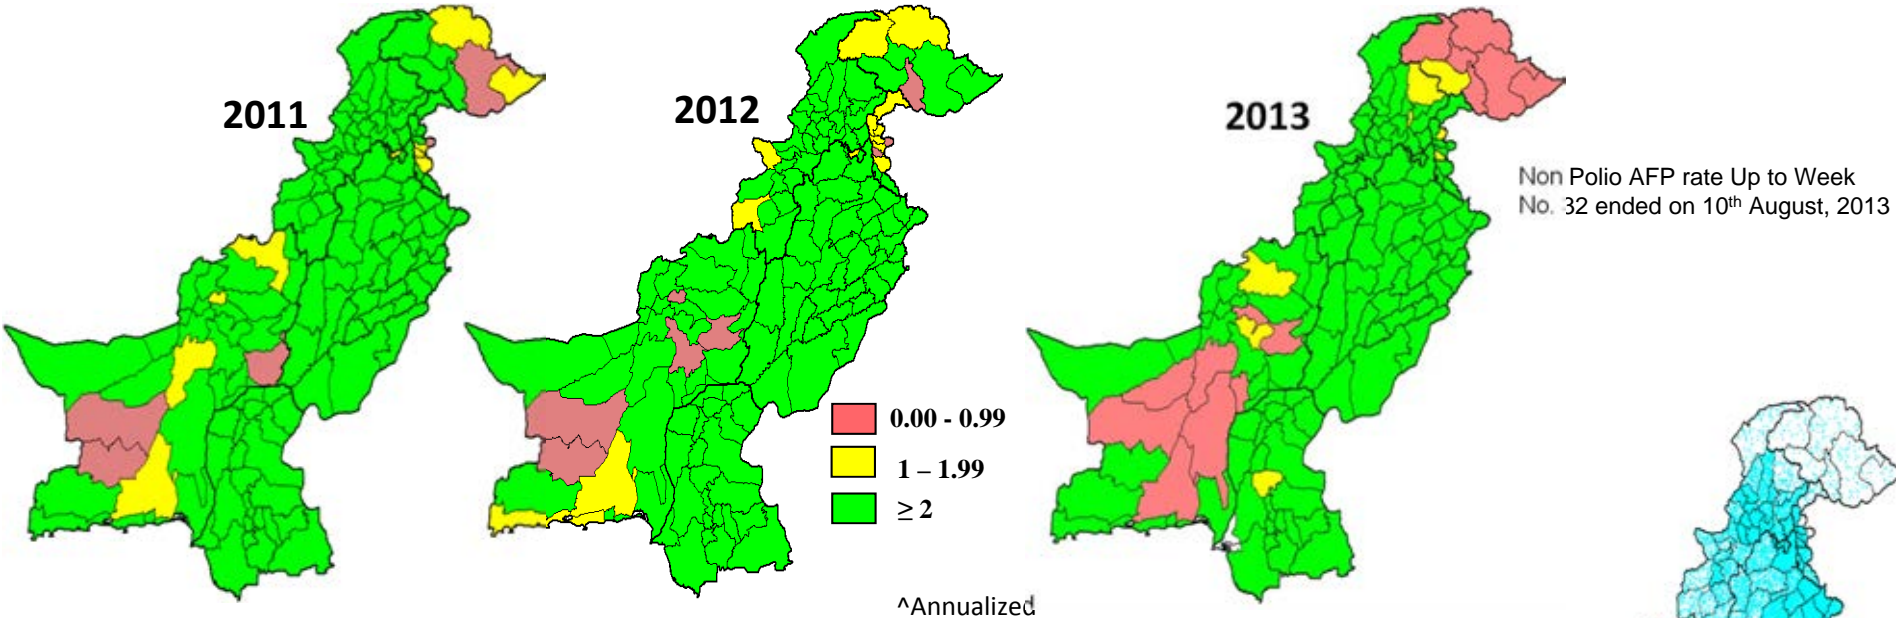 2011
2012
2013
Non Polio AFP rate Up to Week
No. 32 ended on 10th August, 2013
0.00 - 0.99
1 – 1.99
≥ 2
^Annualized